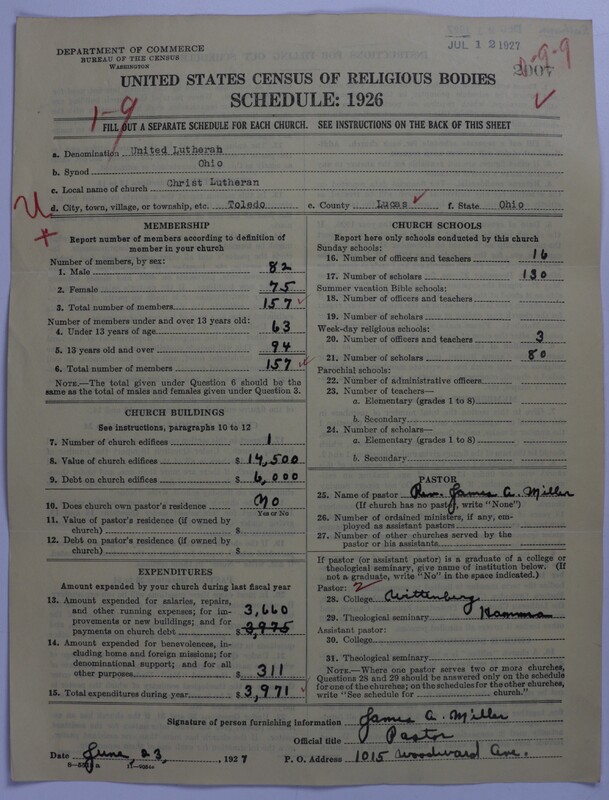 DEPARTMENT OF COMMERCE
BUREAU OF THE CENSUS
WASHINGTON
JUL 12 1927
2007
1-9-9
UNITED STATES CENSUS OF RELIGIOUS BODIES
SCHEDULE: 1926
1-9
FILL OUT A SEPARATE SCHEDULE FOR EACH CHURCH. SEE INSTRUCTIONS ON THE BACK OF THIS SHEET
a. Denomination United Lutheran
b. Synod Ohio
c. Local name of church Christ Lutheran
d. City, town, village, or township, etc. Toledo e. County Lucas f. State Ohio
U
MEMBERSHIP
Report number of members according to definition of member in your church
Number of members, by sex:
1. Male 82
2. Female 75
3. Total number of members 157
Number of members under and over 13 years old:
4. Under 13 years of age 63
5. 13 years old and over 94
6. Total number of members 157
NOTE.—The total given under Question 6 should be the
same as the total of males and females given under Question 3.
CHURCH BUILDINGS
See instructions, paragraphs 10 to 12
7. Number of church edifices 1
8. Value of church edifices $ 14,500
9. Debt on church edifices $ 6,000
10. Does church own pastor's residence No
Yes or No
11. Value of pastor's residence (if owned by
church) $
12. Debt on pastor's residence (if owned by
church) $
EXPENDITURES
Amount expended by your church during last fiscal year
13. Amount expended for salaries, repairs,
and other running expenses; for im-
provements or new buildings; and for
payments on church debt $ 3,660
3,975
14. Amount expended for benevolences, in-
cluding home and foreign missions; for
denominational support; and for all
other purposes $ 311
15. Total expenditures during year $ 3,971
CHURCH SCHOOLS
Report here only schools conducted by this church
Sunday schools:
16. Number of officers and teachers 16
17. Number of scholars 130
Summer vacation Bible schools:
18. Number of officers and teachers
19. Number of scholars
Week-day religious schools:
20. Number of officers and teachers 3
21. Number of scholars 80
Parochial schools:
22. Number of administrative officers
23. Number of teachers—
a. Elementary (grades 1 to 8)
b. Secondary
24. Number of scholars—
a. Elementary (grades 1 to 8)
b. Secondary
PASTOR
25. Name of pastor Rev. James A. Miller
(If church has no pastor, write "None")
26. Number of ordained ministers, if any, em-
ployed as assistant pastors
27. Number of other churches served by the
pastor or his assistants
If pastor (or assistant pastor) is a graduate of a college or
theological seminary, give name of institution below. (If
not a graduate, write "No" in the space indicated.)
Pastor: 2
28. College Wittenberg
29. Theological seminary Hamma
Assistant pastor:
30. College
31. Theological seminary
NOTE.—Where one pastor serves two or more churches,
Questions 28 and 29 should be answered only on the schedule
for one of the churches; on the schedules for the other churches,
write "See schedule for church."
Signature of person furnishing information James A. Miller
Official title Pastor
Date June, 23, 1927 P. O. Address 1015 Woodward Ave.